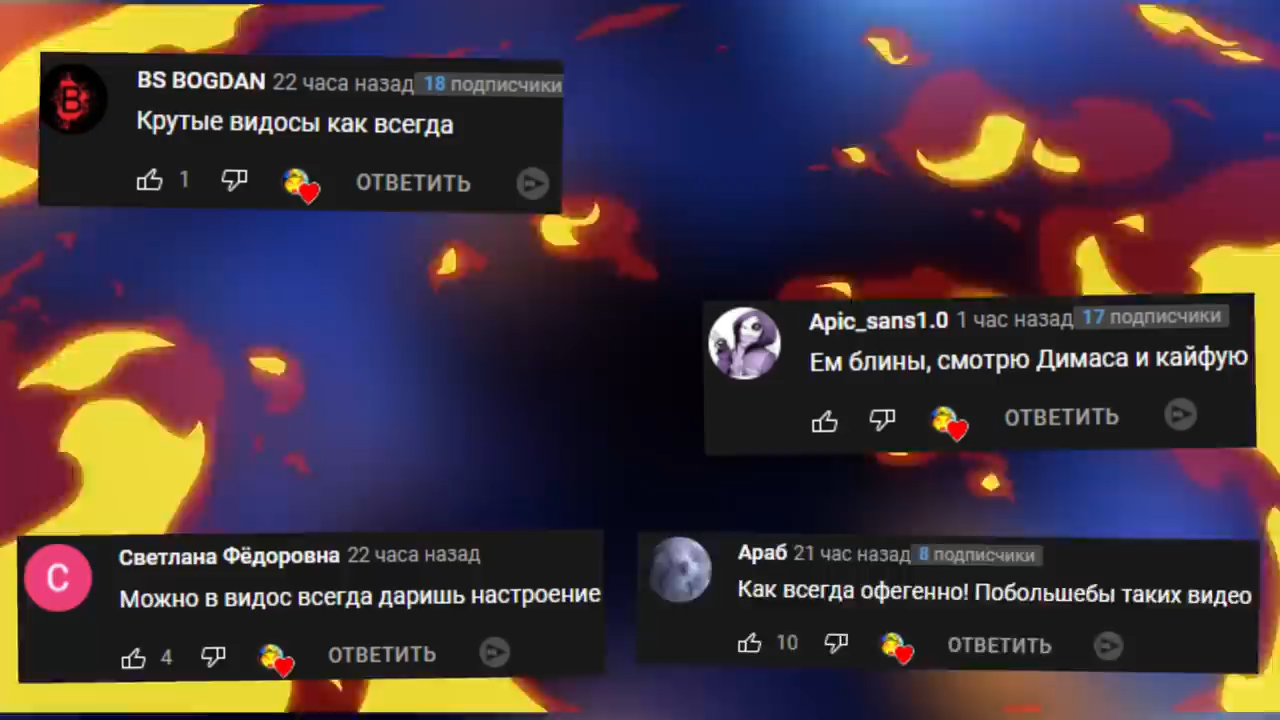 BS BOGDAN 22 часа назад 18 подписчики
Крутые видосы как всегда
1 ОТВЕТИТЬ
Apic_sans1.0 1 час назад 17 подписчики
Ем блины, смотрю Димаса и кайфую
ОТВЕТИТЬ
С Светлана Фёдоровна 22 часа назад
Можно в видос всегда даришь настроение
4 ОТВЕТИТЬ
Араб 21 час назад 8 подписчики
Как всегда офегенно! Побольшебы таких видео
10 ОТВЕТИТЬ